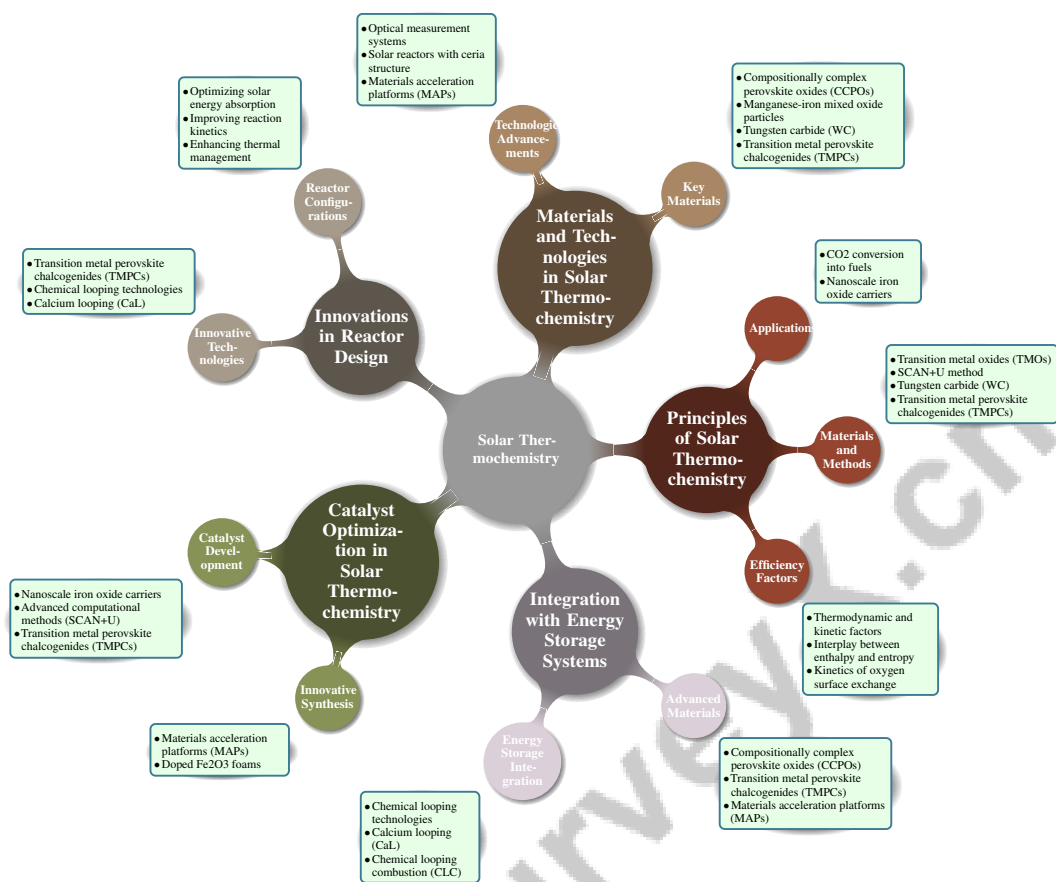 ● Optical measurement
systems
● Solar reactors with ceria
structure
● Materials acceleration
platforms (MAPs)
● Optimizing solar
energy absorption
● Improving reaction
kinetics
● Enhancing thermal
management
● Compositionally complex
perovskite oxides (CCPOs)
● Manganese-iron mixed oxide
particles
● Tungsten carbide (WC)
● Transition metal perovskite
chalcogenides (TMPCs)
Technologic
Advance-
ments
Key
Materials
Reactor
Configu-
rations
Materials
and Tech-
nologies
in Solar
Thermo-
chemistry
● Transition metal perovskite
chalcogenides (TMPCs)
● Chemical looping technologies
● Calcium looping (CaL)
● CO2 conversion
into fuels
● Nanoscale iron
oxide carriers
Innovative
Tech-
nologies
Innovations
in Reactor
Design
Applications
● Transition metal oxides (TMOs)
● SCAN+U method
● Tungsten carbide (WC)
● Transition metal perovskite
chalcogenides (TMPCs)
Solar Ther-
mochemistry
Principles
of Solar
Thermo-
chemistry
Materials
and
Methods
Catalyst
Devel-
opment
Catalyst
Optimiza-
tion in
Solar
Thermo-
chemistry
Efficiency
Factors
● Nanoscale iron oxide carriers
● Advanced computational
methods (SCAN+U)
● Transition metal perovskite
chalcogenides (TMPCs)
Integration
with Energy
Storage
Systems
● Thermodynamic and
kinetic factors
● Interplay between
enthalpy and entropy
● Kinetics of oxygen
surface exchange
Innovative
Synthesis
Advanced
Materials
● Materials acceleration
platforms (MAPs)
● Doped Fe2O3 foams
Energy
Storage
Inte-
gration
● Compositionally complex
perovskite oxides (CCPOs)
● Transition metal perovskite
chalcogenides (TMPCs)
● Materials acceleration platforms
(MAPs)
● Chemical looping
technologies
● Calcium looping
(CaL)
● Chemical looping
combustion (CLC)